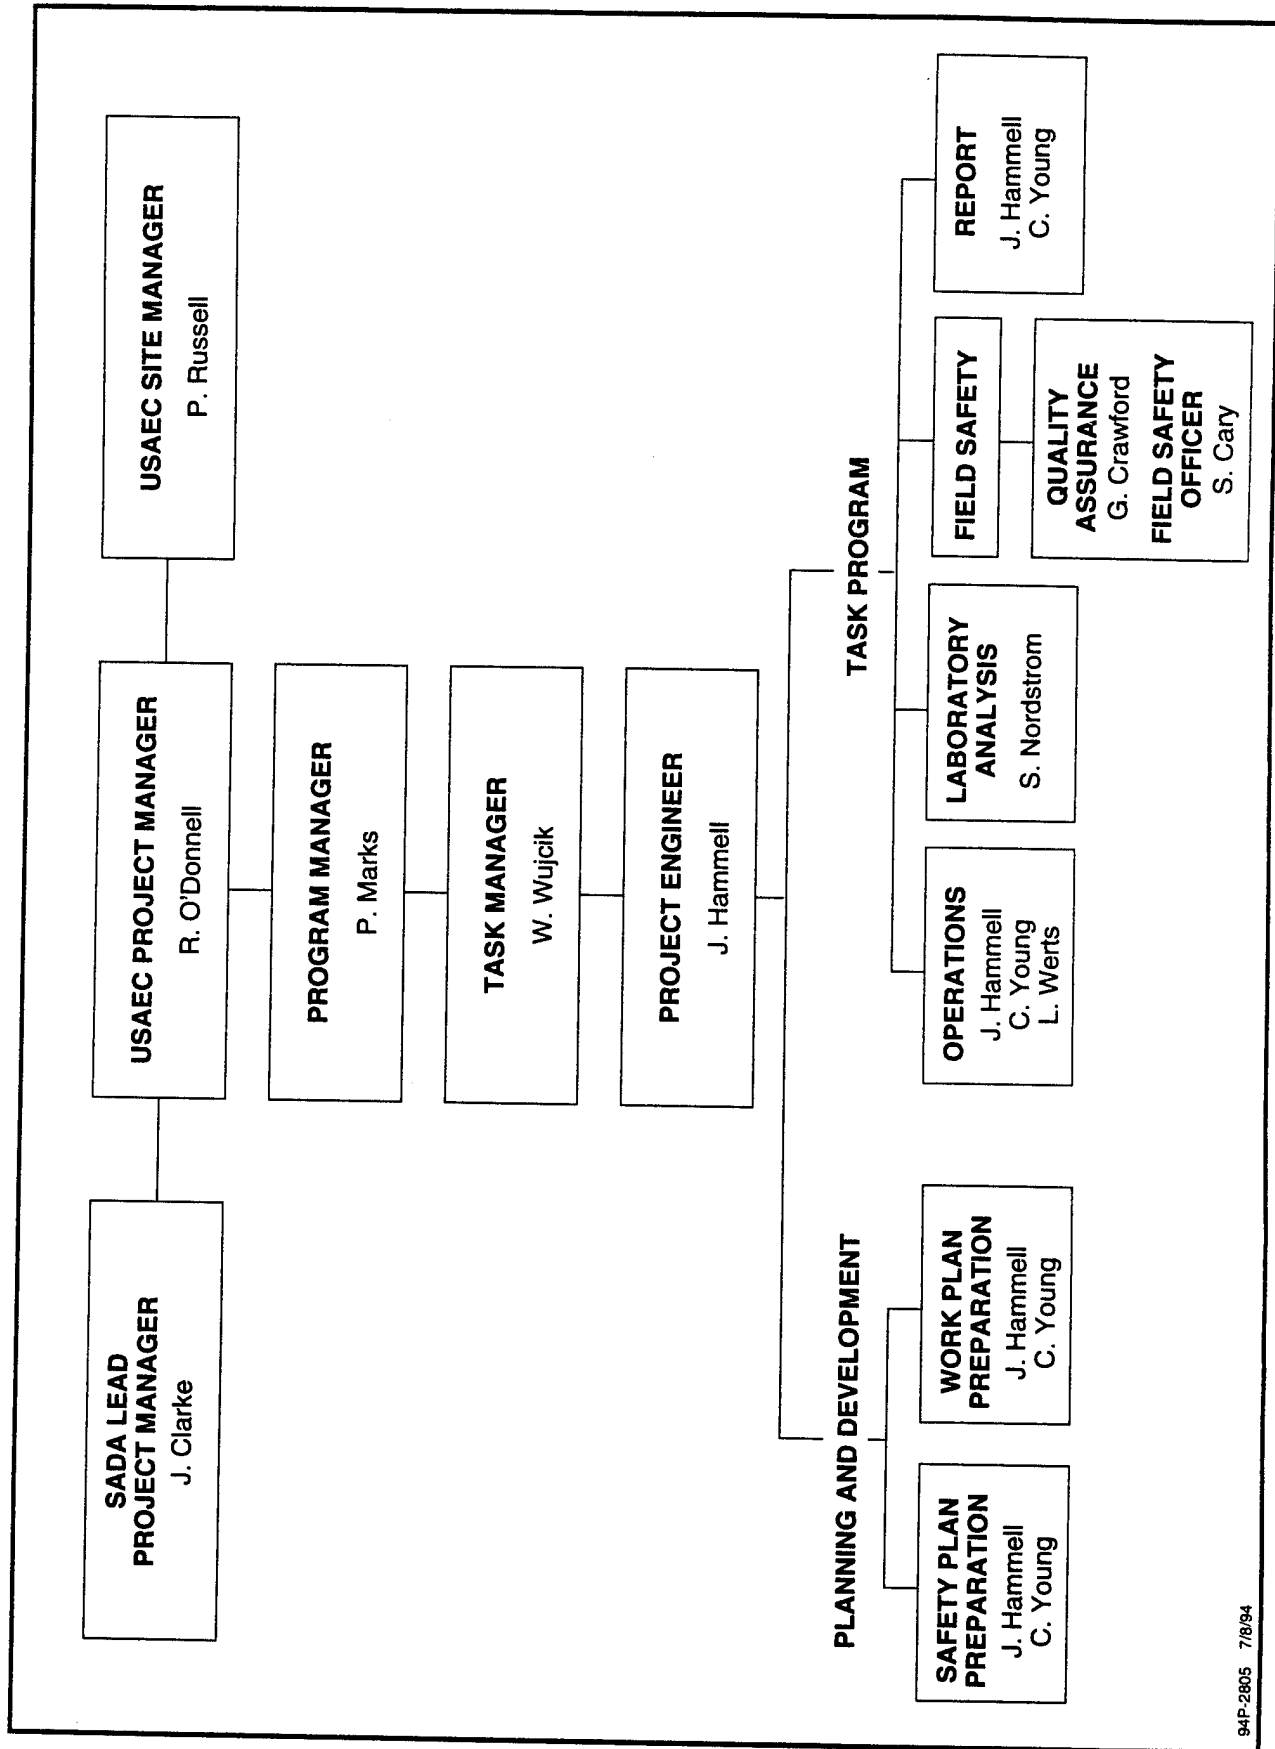 SADA LEAD
PROJECT MANAGER
J. Clarke
USAEC PROJECT MANAGER
R. O'Donnell
USAEC SITE MANAGER
P. Russell
PROGRAM MANAGER
P. Marks
TASK MANAGER
W. Wujcik
PROJECT ENGINEER
J. Hammell
PLANNING AND DEVELOPMENT
SAFETY PLAN
PREPARATION
J. Hammell
C. Young
WORK PLAN
PREPARATION
J. Hammell
C. Young
TASK PROGRAM
OPERATIONS
J. Hammell
C. Young
L. Werts
LABORATORY
ANALYSIS
S. Nordstrom
FIELD SAFETY
QUALITY
ASSURANCE
G. Crawford
FIELD SAFETY
OFFICER
S. Cary
REPORT
J. Hammell
C. Young
94P-2805 7/8/94